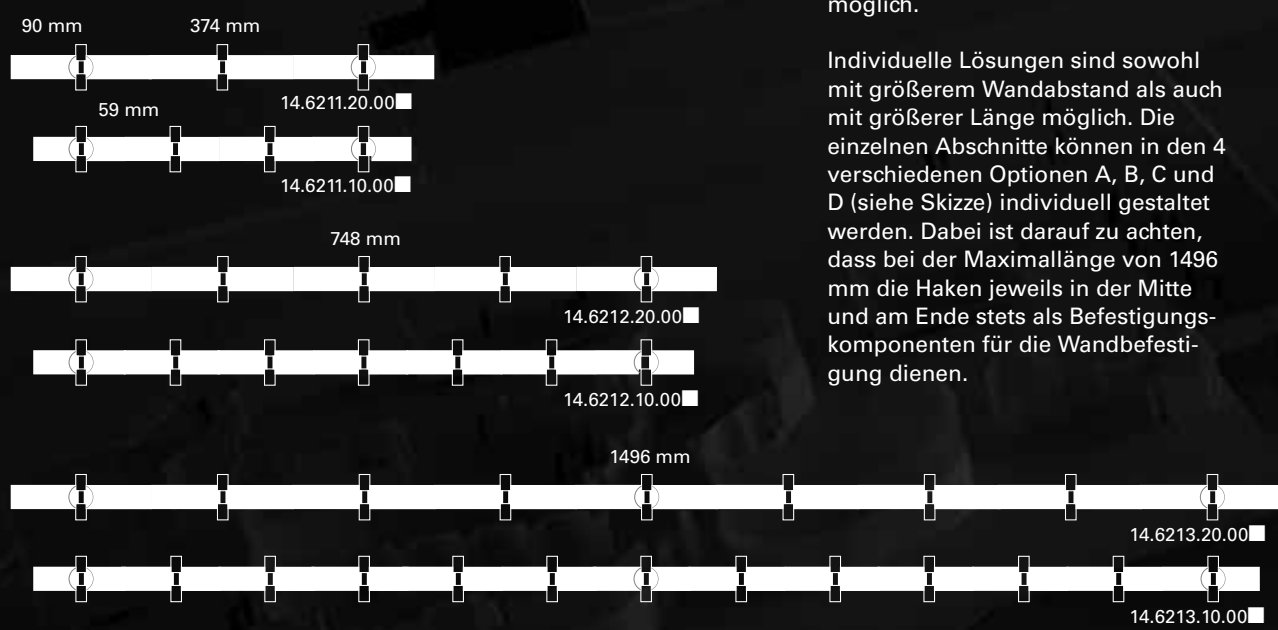 90 mm
374 mm
14.6211.20.00
59 mm
14.6211.10.00
748 mm
14.6212.20.00
14.6212.10.00
1496 mm
14.6213.20.00
14.6213.10.00
möglich.
Individuelle Lösungen sind sowohl
mit größerem Wandabstand als auch
mit größerer Länge möglich. Die
einzelnen Abschnitte können in den 4
verschiedenen Optionen A, B, C und
D (siehe Skizze) individuell gestaltet
werden. Dabei ist darauf zu achten,
dass bei der Maximallänge von 1496
mm die Haken jeweils in der Mitte
und am Ende stets als Befestigungs-
komponenten für die Wandbefesti-
gung dienen.